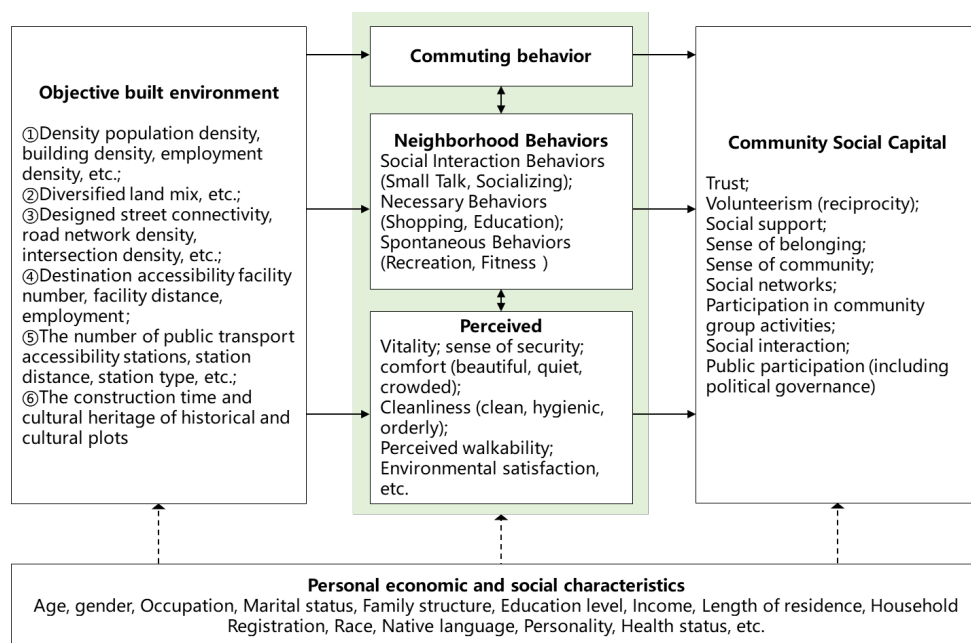 Objective built environment
①Density population density,
building density, employment
density, etc.;
②Diversified land mix, etc.;
③Designed street connectivity,
road network density,
intersection density, etc.;
④Destination accessibility facility
number, facility distance,
employment;
⑤The number of public transport
accessibility stations, station
distance, station type, etc.;
⑥The construction time and
cultural heritage of historical and
cultural plots
Commuting behavior
Neighborhood Behaviors
Social Interaction Behaviors
(Small Talk, Socializing);
Necessary Behaviors
(Shopping, Education);
Spontaneous Behaviors
(Recreation, Fitness )
Perceived
Vitality; sense of security;
comfort (beautiful, quiet,
crowded);
Cleanliness (clean, hygienic,
orderly);
Perceived walkability;
Environmental satisfaction,
etc.
Community Social Capital
Trust;
Volunteerism (reciprocity);
Social support;
Sense of belonging;
Sense of community;
Social networks;
Participation in community
group activities;
Social interaction;
Public participation (including
political governance)
Personal economic and social characteristics
Age, gender, Occupation, Marital status, Family structure, Education level, Income, Length of residence, Household
Registration, Race, Native language, Personality, Health status, etc.